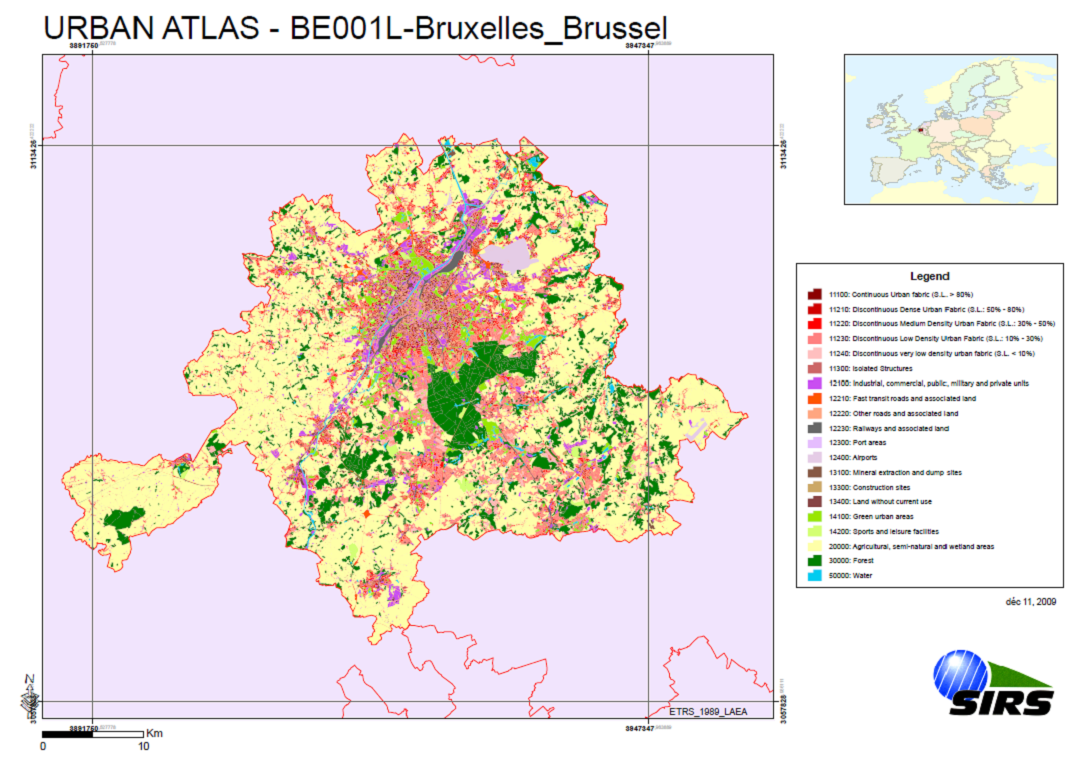 URBAN ATLAS - BE001L-Bruxelles_Brussel
3891750
3947347
3113426
3113426
Legend
11100: Continuous Urban fabric (S.L. > 80%)
11210: Discontinuous Dense Urban Fabric (S.L.: 50% - 80%)
11220: Discontinuous Medium Density Urban Fabric (S.L.: 30% - 50%)
11230: Discontinuous Low Density Urban Fabric (S.L.: 10% - 30%)
11240: Discontinuous very low density urban fabric (S.L. < 10%)
11300: Isolated Structures
12100: Industrial, commercial, public, military and private units
12210: Fast transit roads and associated land
12220: Other roads and associated land
12230: Railways and associated land
12300: Port areas
12400: Airports
13100: Mineral extraction and dump sites
13300: Construction sites
13400: Land without current use
14100: Green urban areas
14200: Sports and leisure facilities
20000: Agricultural, semi-natural and wetland areas
30000: Forest
50000: Water
déc 11, 2009
SIRS
ETRS_1989_LAEA
3057828
3891750
3947347
Km
0 10